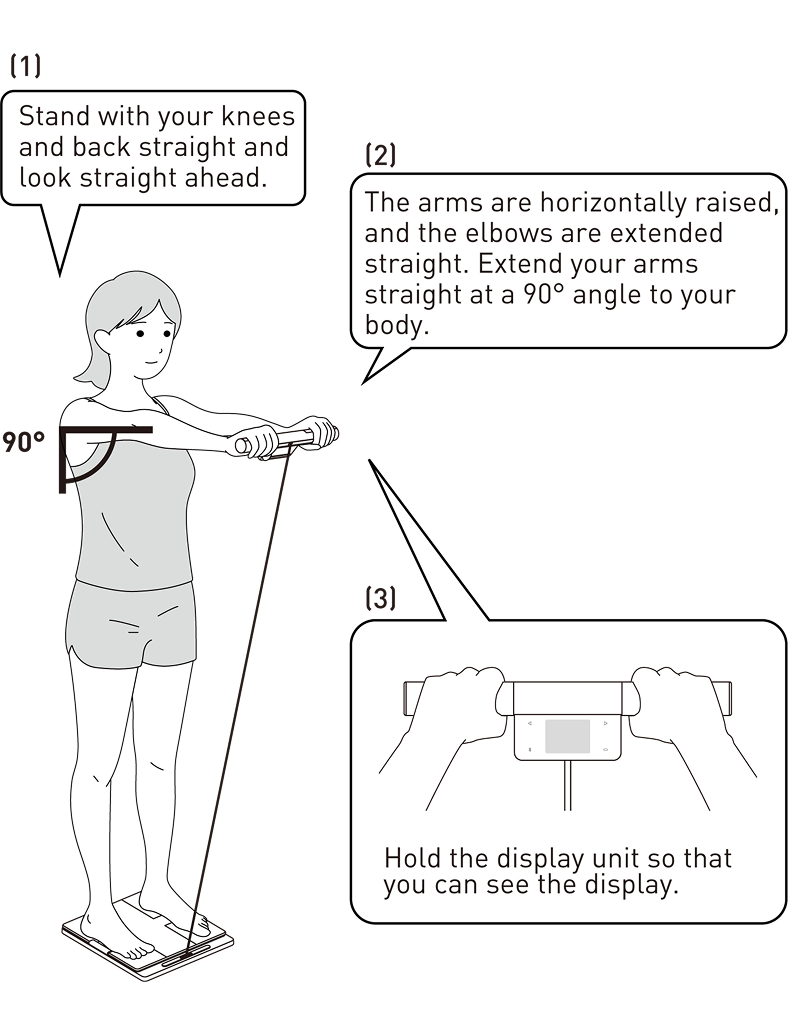 (1)
Stand with your knees
and back straight and
look straight ahead.
(2)
The arms are horizontally raised,
and the elbows are extended
straight. Extend your arms
straight at a 90° angle to your
body.
90°
(3)
Hold the display unit so that
you can see the display.